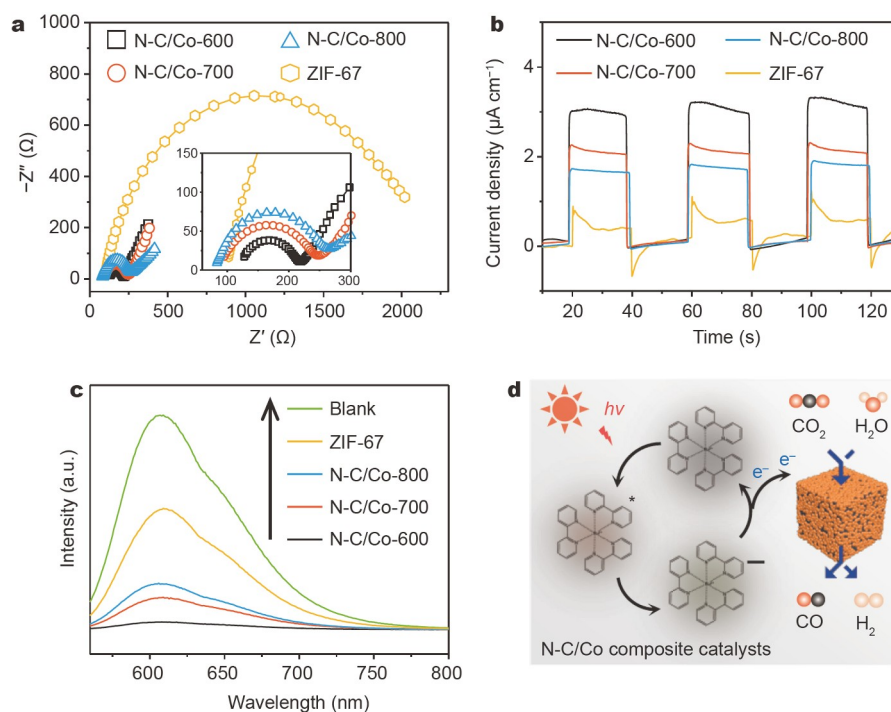 a
1000
800
600
400
200
0
−Z″ (Ω)
N-C/Co-600
N-C/Co-700
N-C/Co-800
ZIF-67
150
100
50
0
100
200
300
0
500
1000
1500
2000
Z′ (Ω)
b
4
2
0
Current density (μA cm⁻¹)
N-C/Co-600
N-C/Co-700
N-C/Co-800
ZIF-67
20
40
60
80
100
120
Time (s)
c
Intensity (a.u.)
Blank
ZIF-67
N-C/Co-800
N-C/Co-700
N-C/Co-600
600
650
700
750
800
Wavelength (nm)
d
hv
*
CO₂
H₂O
e⁻
e⁻
CO
H₂
N-C/Co composite catalysts